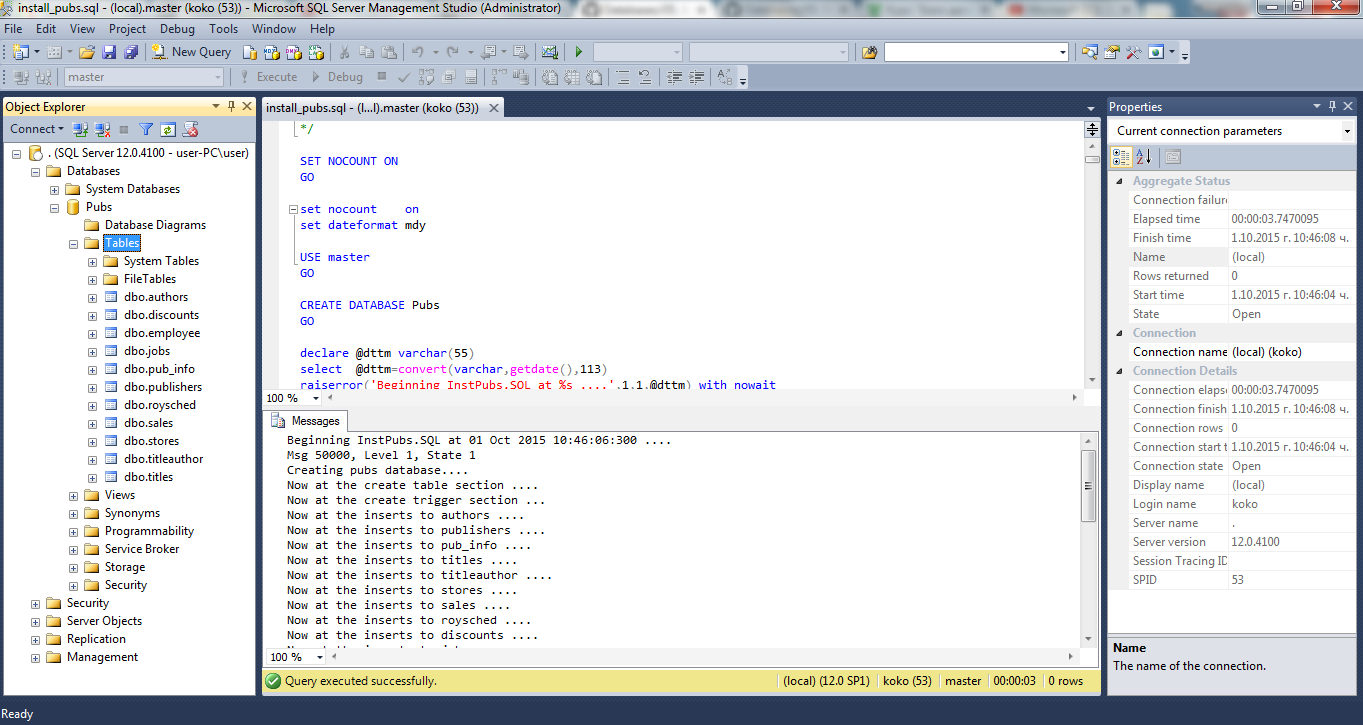 install_pubs.sql - (local).master (koko (53)) - Microsoft SQL Server Management Studio (Administrator)
File Edit View Project Debug Tools Window Help
New Query
master Execute Debug
Object Explorer
Connect
. (SQL Server 12.0.4100 - user-PC\user)
Databases
System Databases
Pubs
Database Diagrams
Tables
System Tables
FileTables
dbo.authors
dbo.discounts
dbo.employee
dbo.jobs
dbo.pub_info
dbo.publishers
dbo.roysched
dbo.sales
dbo.stores
dbo.titleauthor
dbo.titles
Views
Synonyms
Programmability
Service Broker
Storage
Security
Security
Server Objects
Replication
Management
install_pubs.sql - (l...l).master (koko (53))
*/
SET NOCOUNT ON
GO
set nocount    on
set dateformat mdy
USE master
GO
CREATE DATABASE Pubs
GO
declare @dttm varchar(55)
select  @dttm=convert(varchar,getdate(),113)
raiserror('Beginning InstPubs.SQL at %s ....',1,1,@dttm) with nowait
100 %
Messages
Beginning InstPubs.SQL at 01 Oct 2015 10:46:06:300 ....
Msg 50000, Level 1, State 1
Creating pubs database....
Now at the create table section ....
Now at the create trigger section ...
Now at the inserts to authors ....
Now at the inserts to publishers ....
Now at the inserts to pub_info ....
Now at the inserts to titles ....
Now at the inserts to titleauthor ....
Now at the inserts to stores ....
Now at the inserts to sales ....
Now at the inserts to roysched ....
Now at the inserts to discounts ....
100 %
Query executed successfully. (local) (12.0 SP1) koko (53) master 00:00:03 0 rows
Properties
Current connection parameters
Aggregate Status
Connection failure
Elapsed time 00:00:03.7470095
Finish time 1.10.2015 г. 10:46:08 ч.
Name (local)
Rows returned 0
Start time 1.10.2015 г. 10:46:04 ч.
State Open
Connection
Connection name (local) (koko)
Connection Details
Connection elapse 00:00:03.7470095
Connection finish 1.10.2015 г. 10:46:08 ч.
Connection rows 0
Connection start t 1.10.2015 г. 10:46:04 ч.
Connection state Open
Display name (local)
Login name koko
Server name .
Server version 12.0.4100
Session Tracing ID
SPID 53
Name
The name of the connection.
Ready